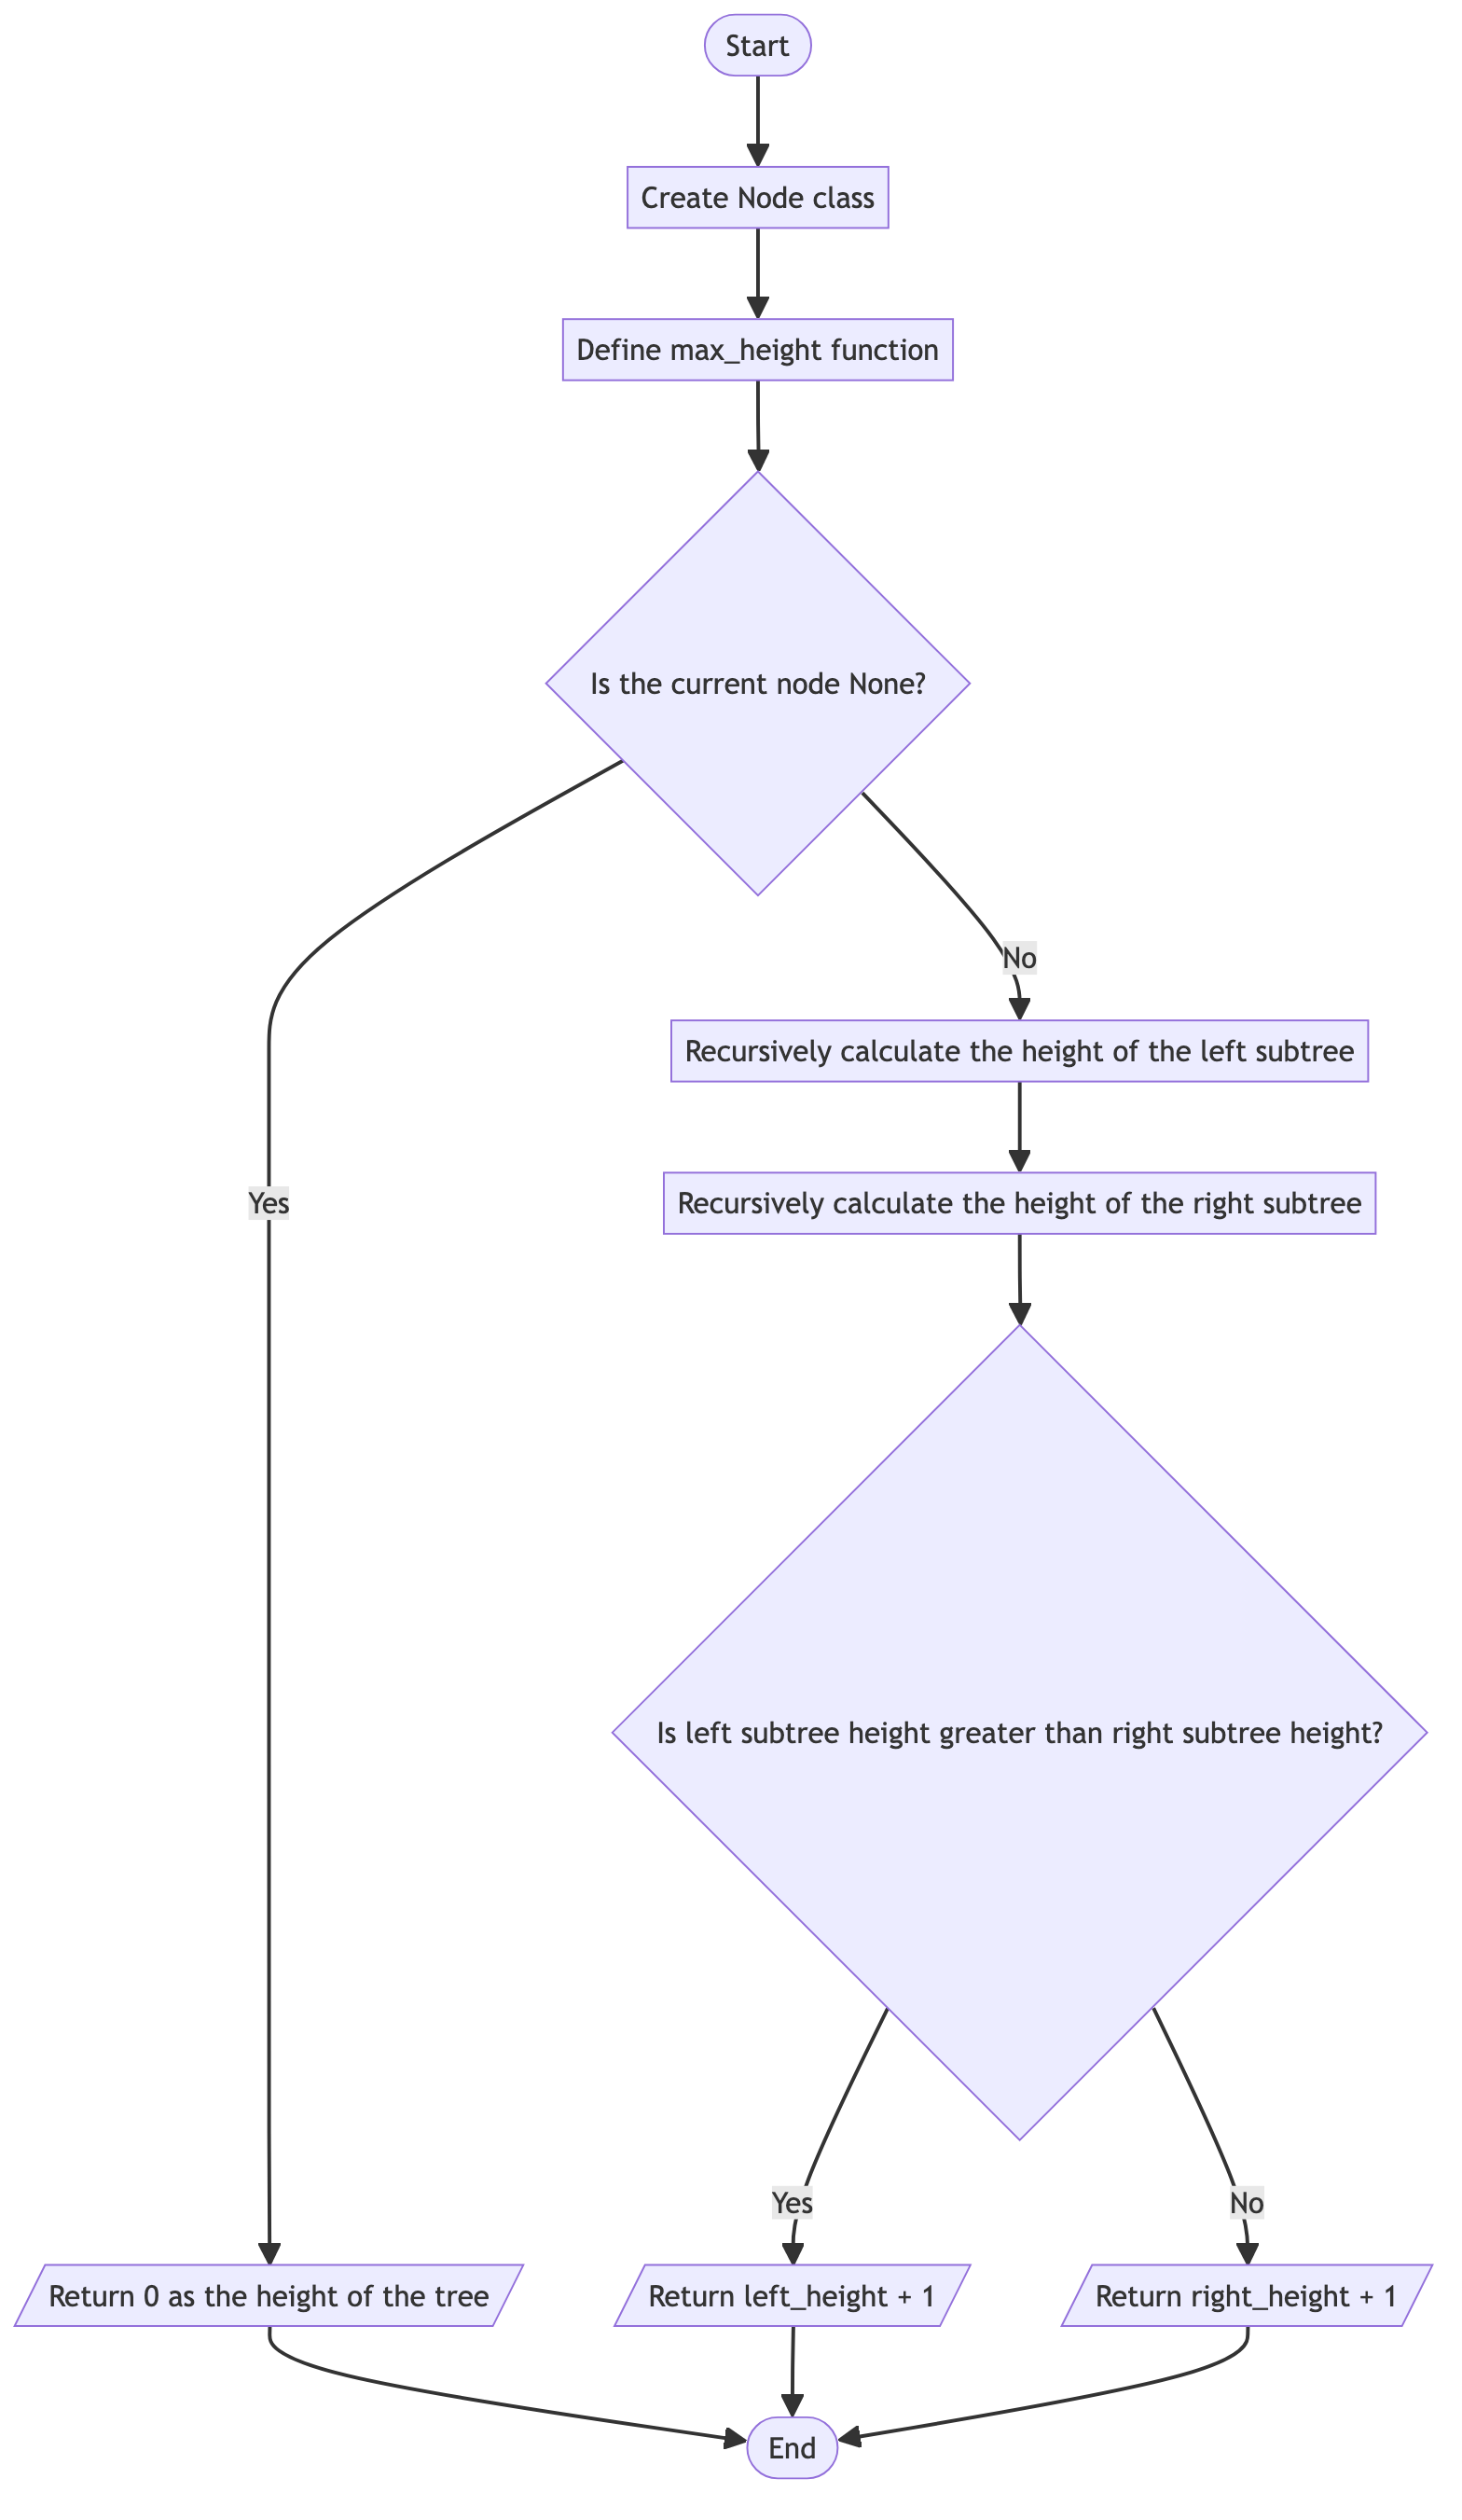 Start
Create Node class
Define max_height function
Is the current node None?
No
Recursively calculate the height of the left subtree
Yes
Recursively calculate the height of the right subtree
Is left subtree height greater than right subtree height?
Yes
No
Return 0 as the height of the tree
Return left_height + 1
Return right_height + 1
End